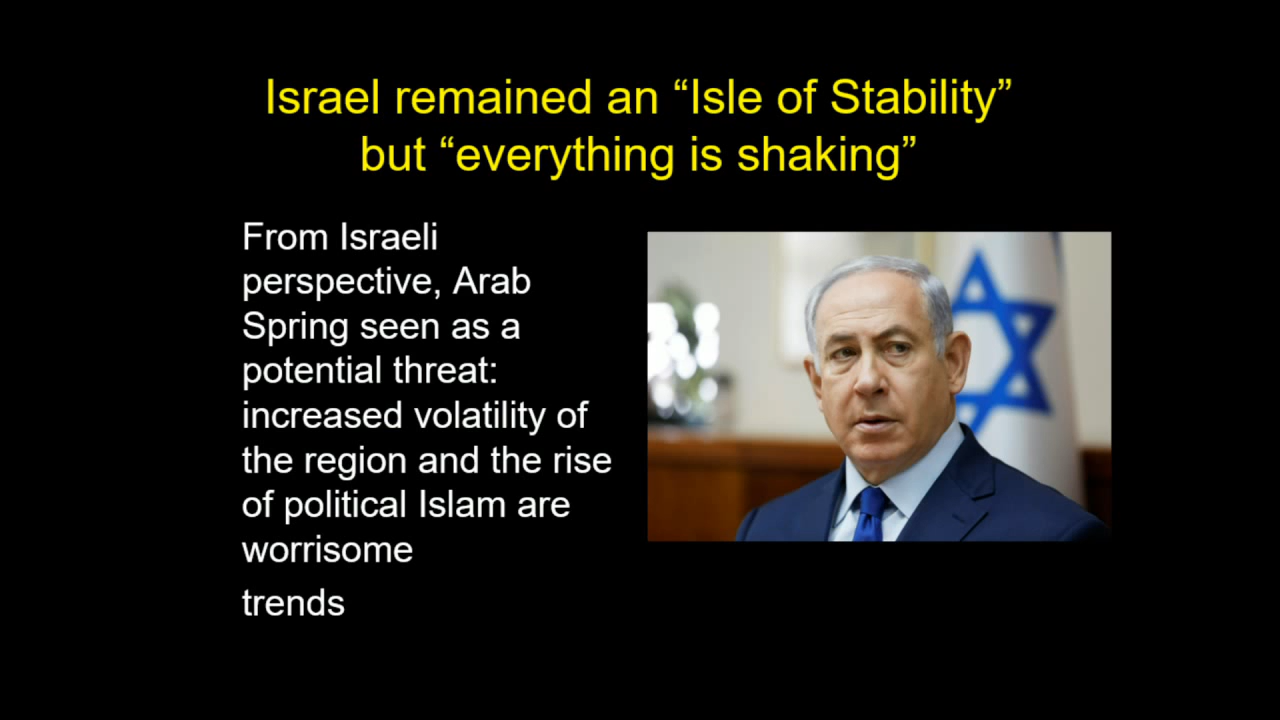 Israel remained an “Isle of Stability”
but “everything is shaking”
From Israeli
perspective, Arab
Spring seen as a
potential threat:
increased volatility of
the region and the rise
of political Islam are
worrisome
trends